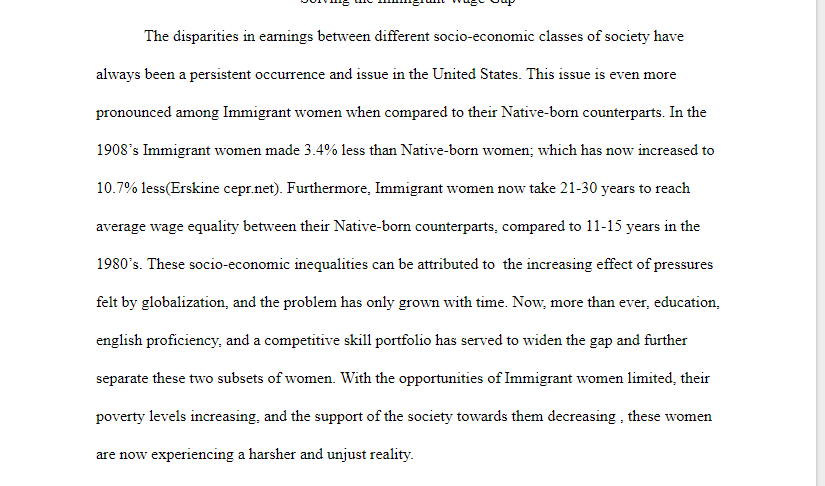 Solving the Immigrant Wage Gap
The disparities in earnings between different socio-economic classes of society have
always been a persistent occurrence and issue in the United States. This issue is even more
pronounced among Immigrant women when compared to their Native-born counterparts. In the
1908’s Immigrant women made 3.4% less than Native-born women; which has now increased to
10.7% less(Erskine cepr.net). Furthermore, Immigrant women now take 21-30 years to reach
average wage equality between their Native-born counterparts, compared to 11-15 years in the
1980’s. These socio-economic inequalities can be attributed to  the increasing effect of pressures
felt by globalization, and the problem has only grown with time. Now, more than ever, education,
english proficiency, and a competitive skill portfolio has served to widen the gap and further
separate these two subsets of women. With the opportunities of Immigrant women limited, their
poverty levels increasing, and the support of the society towards them decreasing , these women
are now experiencing a harsher and unjust reality.